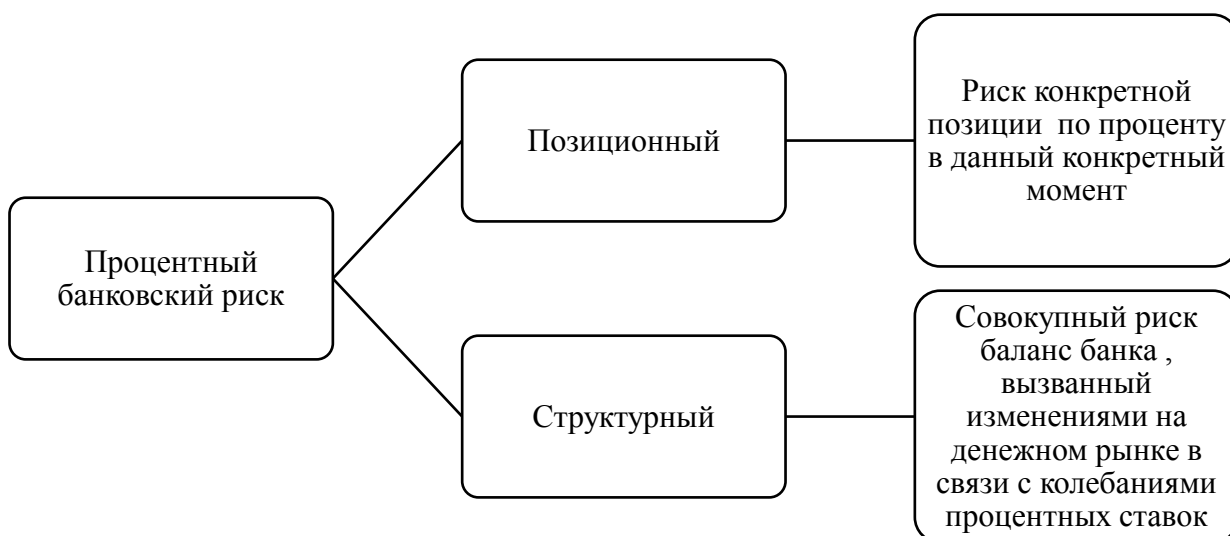 Процентный
банковский риск
Позиционный
Риск конкретной
позиции по проценту
в данный конкретный
момент
Структурный
Совокупный риск
баланс банка ,
вызванный
изменениями на
денежном рынке в
связи с колебаниями
процентных ставок